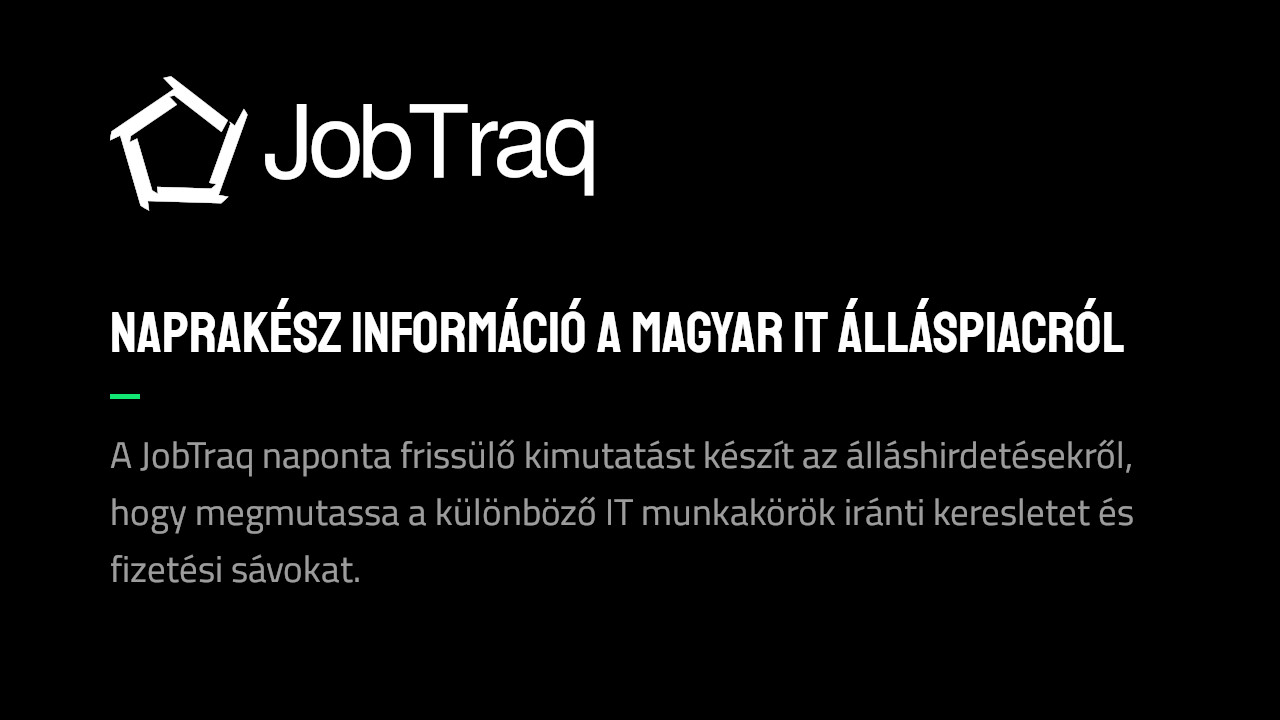 JobTraq
NAPRAKÉSZ INFORMÁCIÓ A MAGYAR IT ÁLLÁSPIACRÓL
A JobTraq naponta frissülő kimutatást készít az álláshirdetésekről,
hogy megmutassa a különböző IT munkakörök iránti keresletet és
fizetési sávokat.